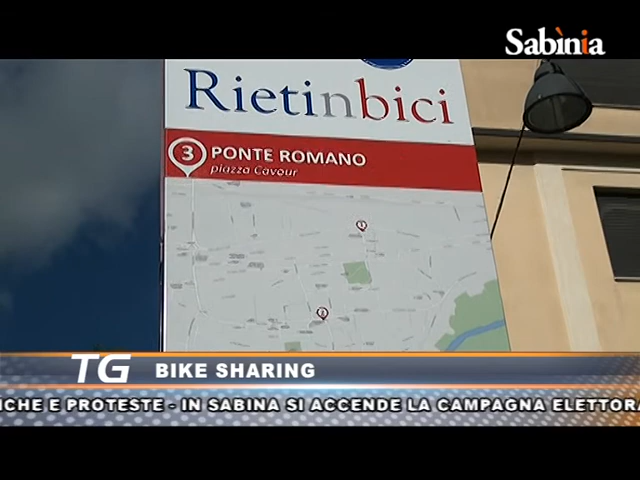 Sabìnia
Rietinbici
3 PONTE ROMANO
piazza Cavour
TG BIKE SHARING
ICHE E PROTESTE - IN SABINA SI ACCENDE LA CAMPAGNA ELETTORA